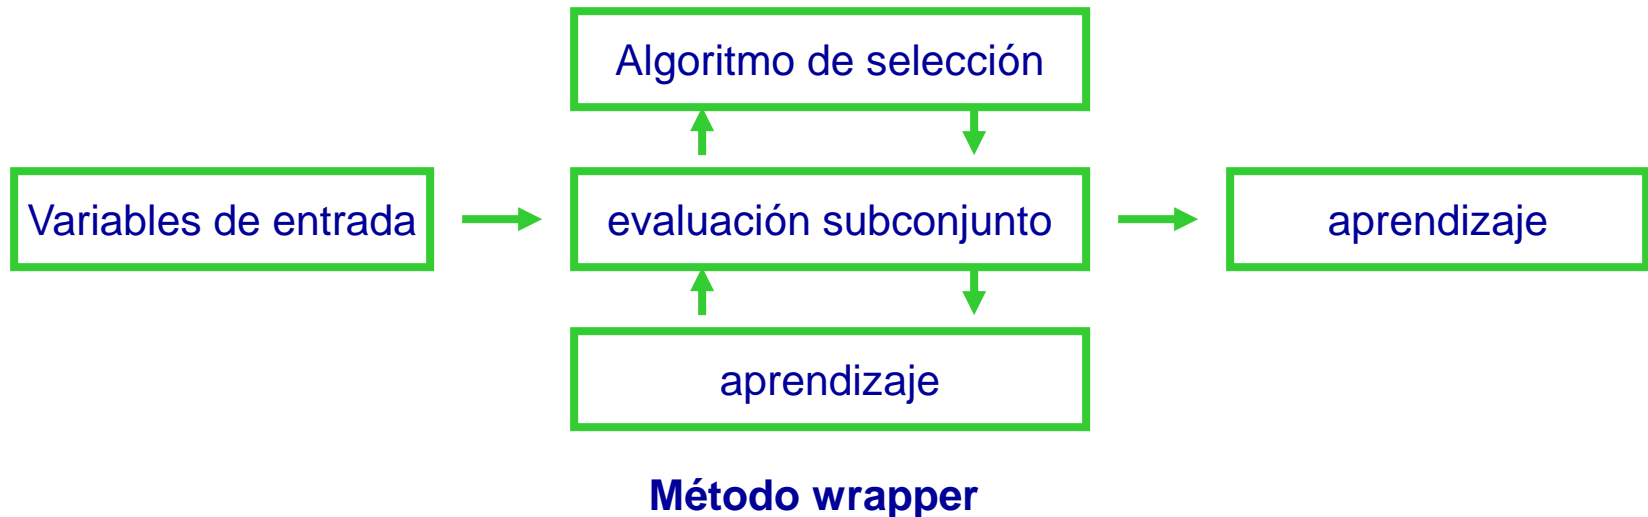 Algoritmo de selección
Variables de entrada
evaluación subconjunto
aprendizaje
aprendizaje
Método wrapper